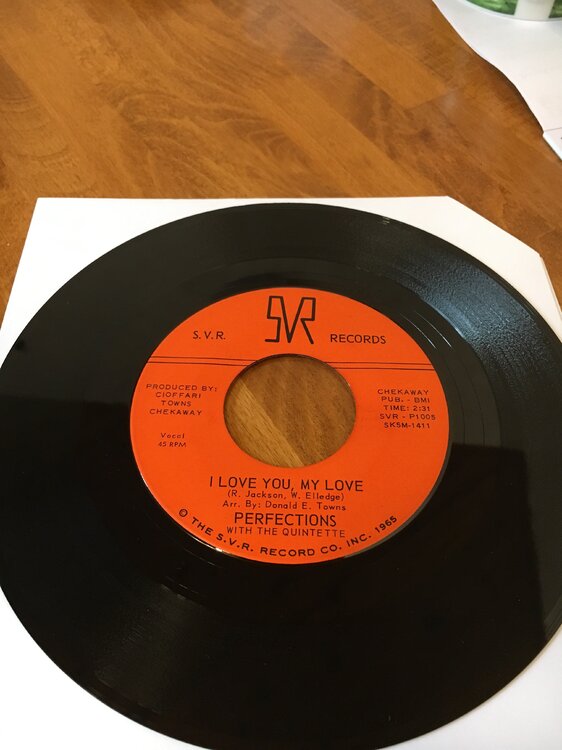 SVR
S.V.R. RECORDS
PRODUCED BY:
CIOFFARI
TOWNS
CHEKAWAY
Vocal
45 RPM
CHEKAWAY
PUB. - BMI
TIME: 2:31
SVR - P1005
SK5M-1411
I LOVE YOU, MY LOVE
(R. Jackson, W. Elledge)
Arr. By: Donald E. Towns
PERFECTIONS
WITH THE QUINTETTE
© THE S.V.R. RECORD CO. INC. 1965